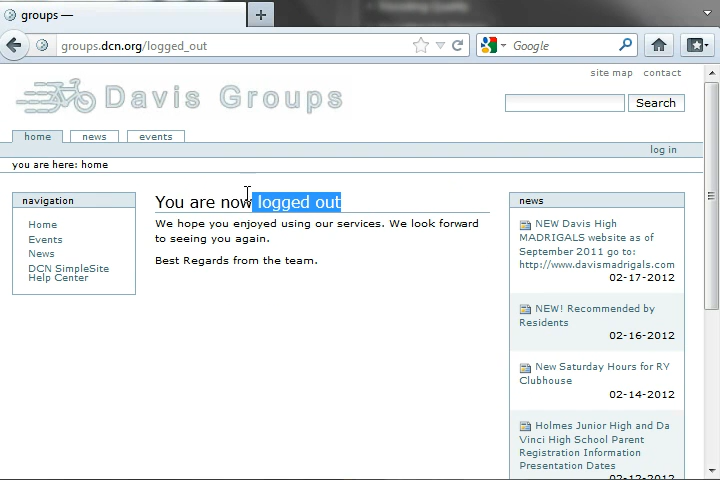 groups —
groups.dcn.org/logged_out
Google
site map contact
Davis Groups
Search
home news events
log in
you are here: home
navigation
Home
Events
News
DCN SimpleSite
Help Center
You are now logged out
We hope you enjoyed using our services. We look forward
to seeing you again.
Best Regards from the team.
news
NEW Davis High
MADRIGALS website as of
September 2011 go to:
http://www.davismadrigals.com
02-17-2012
NEW! Recommended by
Residents
02-16-2012
New Saturday Hours for RY
Clubhouse
02-14-2012
Holmes Junior High and Da
Vinci High School Parent
Registration Information
Presentation Dates
02-12-2012